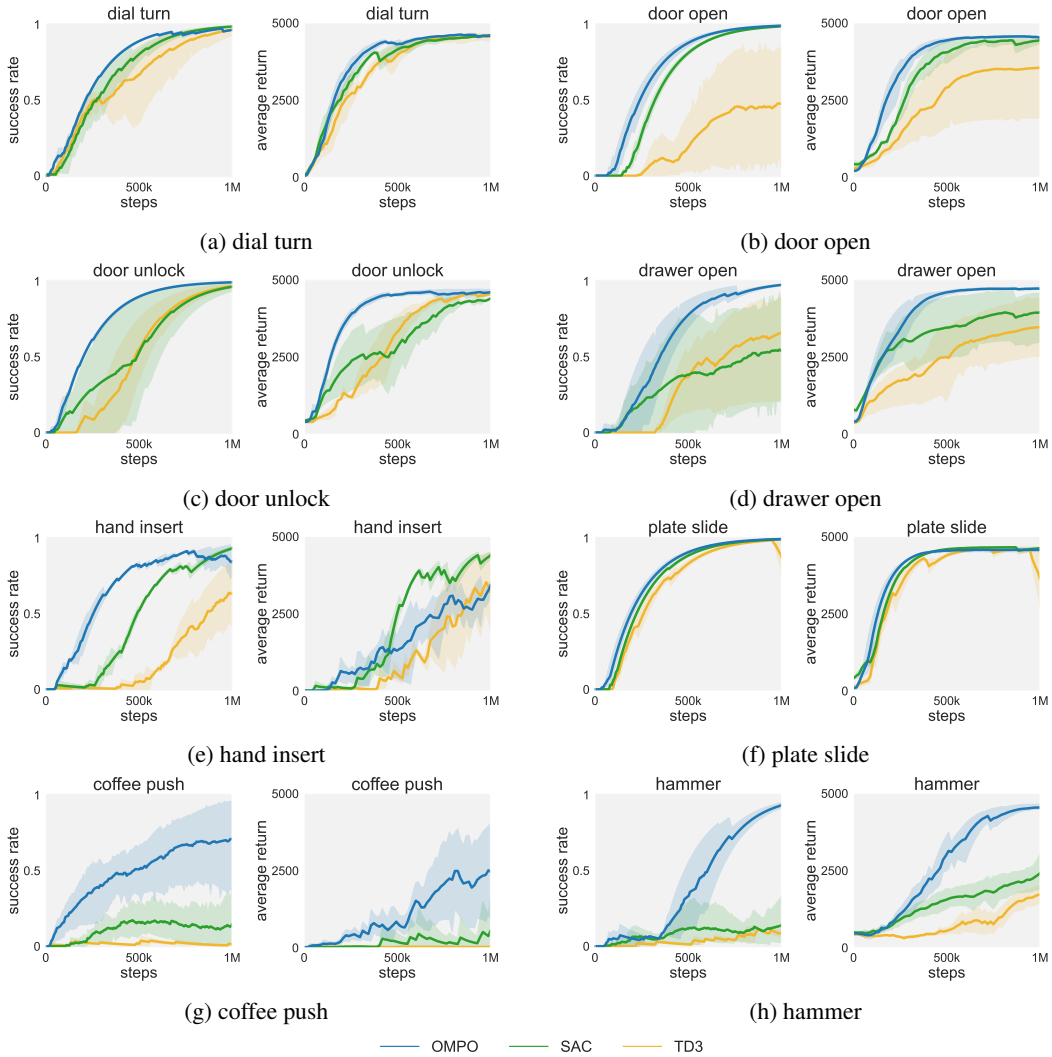 dial turn
success rate
1
0.5
0
0
500k
1M
steps
dial turn
average return
5000
2500
0
0
500k
1M
steps
(a) dial turn
door open
success rate
1
0.5
0
0
500k
1M
steps
door open
average return
5000
2500
0
0
500k
1M
steps
(b) door open
door unlock
success rate
1
0.5
0
0
500k
1M
steps
door unlock
average return
5000
2500
0
0
500k
1M
steps
(c) door unlock
drawer open
success rate
1
0.5
0
0
500k
1M
steps
drawer open
average return
5000
2500
0
0
500k
1M
steps
(d) drawer open
hand insert
success rate
1
0.5
0
0
500k
1M
steps
hand insert
average return
5000
2500
0
0
500k
1M
steps
(e) hand insert
plate slide
success rate
1
0.5
0
0
500k
1M
steps
plate slide
average return
5000
2500
0
0
500k
1M
steps
(f) plate slide
coffee push
success rate
1
0.5
0
0
500k
1M
steps
coffee push
average return
5000
2500
0
0
500k
1M
steps
(g) coffee push
hammer
success rate
1
0.5
0
0
500k
1M
steps
hammer
average return
5000
2500
0
0
500k
1M
steps
(h) hammer
OMPO
SAC
TD3